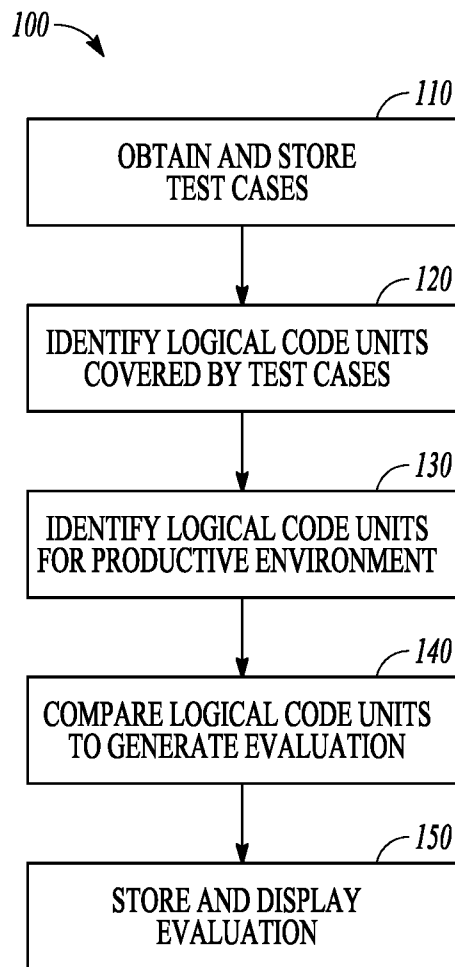 100
110
OBTAIN AND STORE
TEST CASES
120
IDENTIFY LOGICAL CODE UNITS
COVERED BY TEST CASES
130
IDENTIFY LOGICAL CODE UNITS
FOR PRODUCTIVE ENVIRONMENT
140
COMPARE LOGICAL CODE UNITS
TO GENERATE EVALUATION
150
STORE AND DISPLAY
EVALUATION